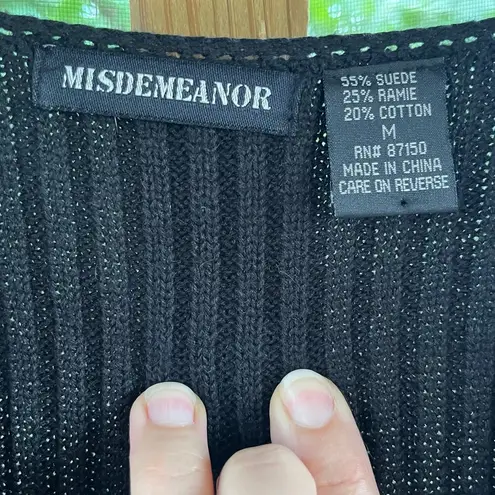 MISDEMEANOR
55% SUEDE
25% RAMIE
20% COTTON
M
RN# 87150
MADE IN CHINA
CARE ON REVERSE